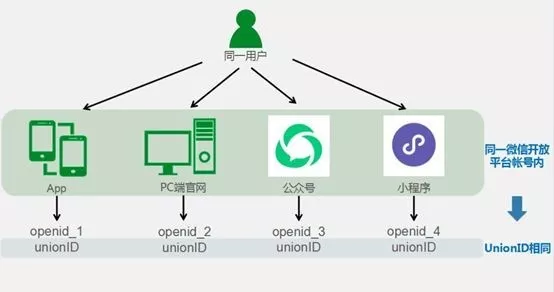 同一用户
App
PC端官网
公众号
小程序
同一微信开放
平台帐号内
openid_1
openid_2
openid_3
openid_4
unionID
unionID
unionID
unionID
UnionID相同